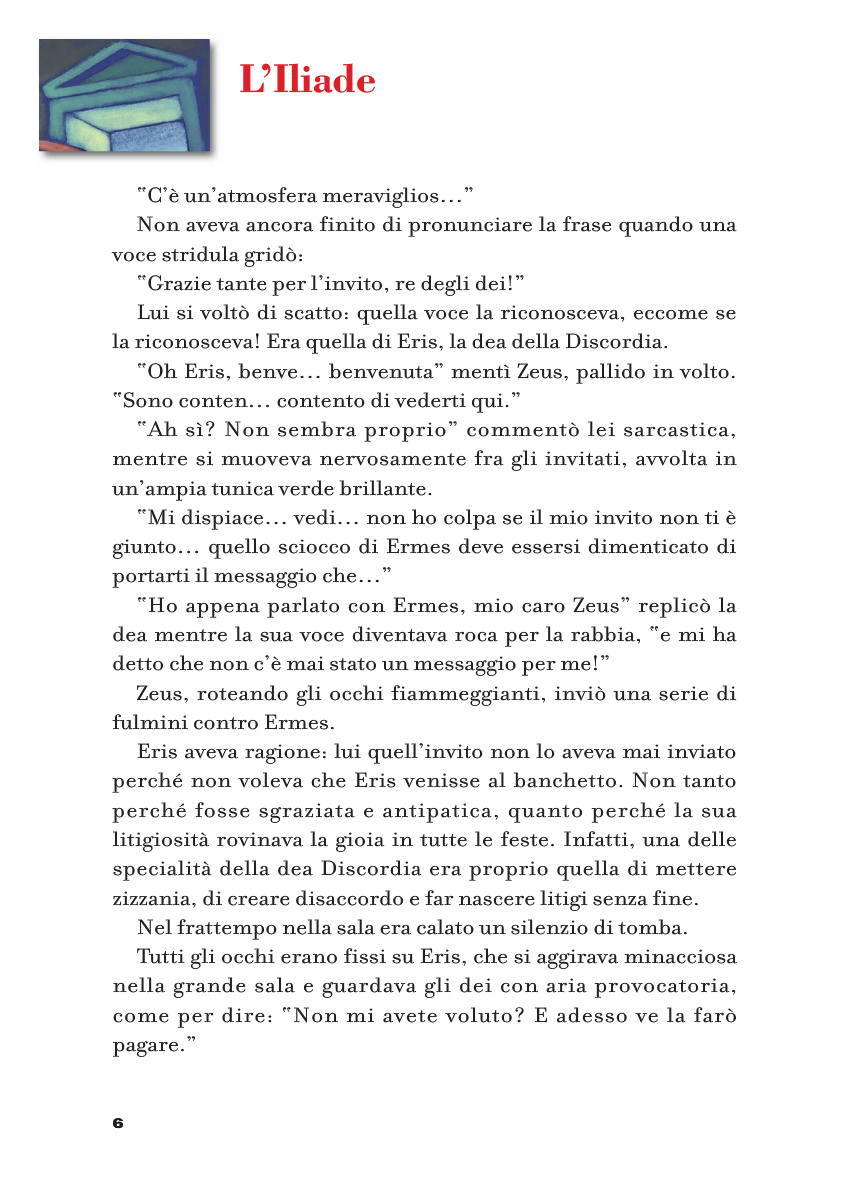 L'Iliade
"C'è un'atmosfera meraviglios…"
Non aveva ancora finito di pronunciare la frase quando una
voce stridula gridò:
"Grazie tante per l'invito, re degli dei!"
Lui si voltò di scatto: quella voce la riconosceva, eccome se
la riconosceva! Era quella di Eris, la dea della Discordia.
"Oh Eris, benve… benvenuta" mentì Zeus, pallido in volto.
"Sono conten… contento di vederti qui."
"Ah sì? Non sembra proprio" commentò lei sarcastica,
mentre si muoveva nervosamente fra gli invitati, avvolta in
un'ampia tunica verde brillante.
"Mi dispiace… vedi… non ho colpa se il mio invito non ti è
giunto… quello sciocco di Ermes deve essersi dimenticato di
portarti il messaggio che…"
"Ho appena parlato con Ermes, mio caro Zeus" replicò la
dea mentre la sua voce diventava roca per la rabbia, "e mi ha
detto che non c'è mai stato un messaggio per me!"
Zeus, roteando gli occhi fiammeggianti, inviò una serie di
fulmini contro Ermes.
Eris aveva ragione: lui quell'invito non lo aveva mai inviato
perché non voleva che Eris venisse al banchetto. Non tanto
perché fosse sgraziata e antipatica, quanto perché la sua
litigiosità rovinava la gioia in tutte le feste. Infatti, una delle
specialità della dea Discordia era proprio quella di mettere
zizzania, di creare disaccordo e far nascere litigi senza fine.
Nel frattempo nella sala era calato un silenzio di tomba.
Tutti gli occhi erano fissi su Eris, che si aggirava minacciosa
nella grande sala e guardava gli dei con aria provocatoria,
come per dire: "Non mi avete voluto? E adesso ve la farò
pagare."
6